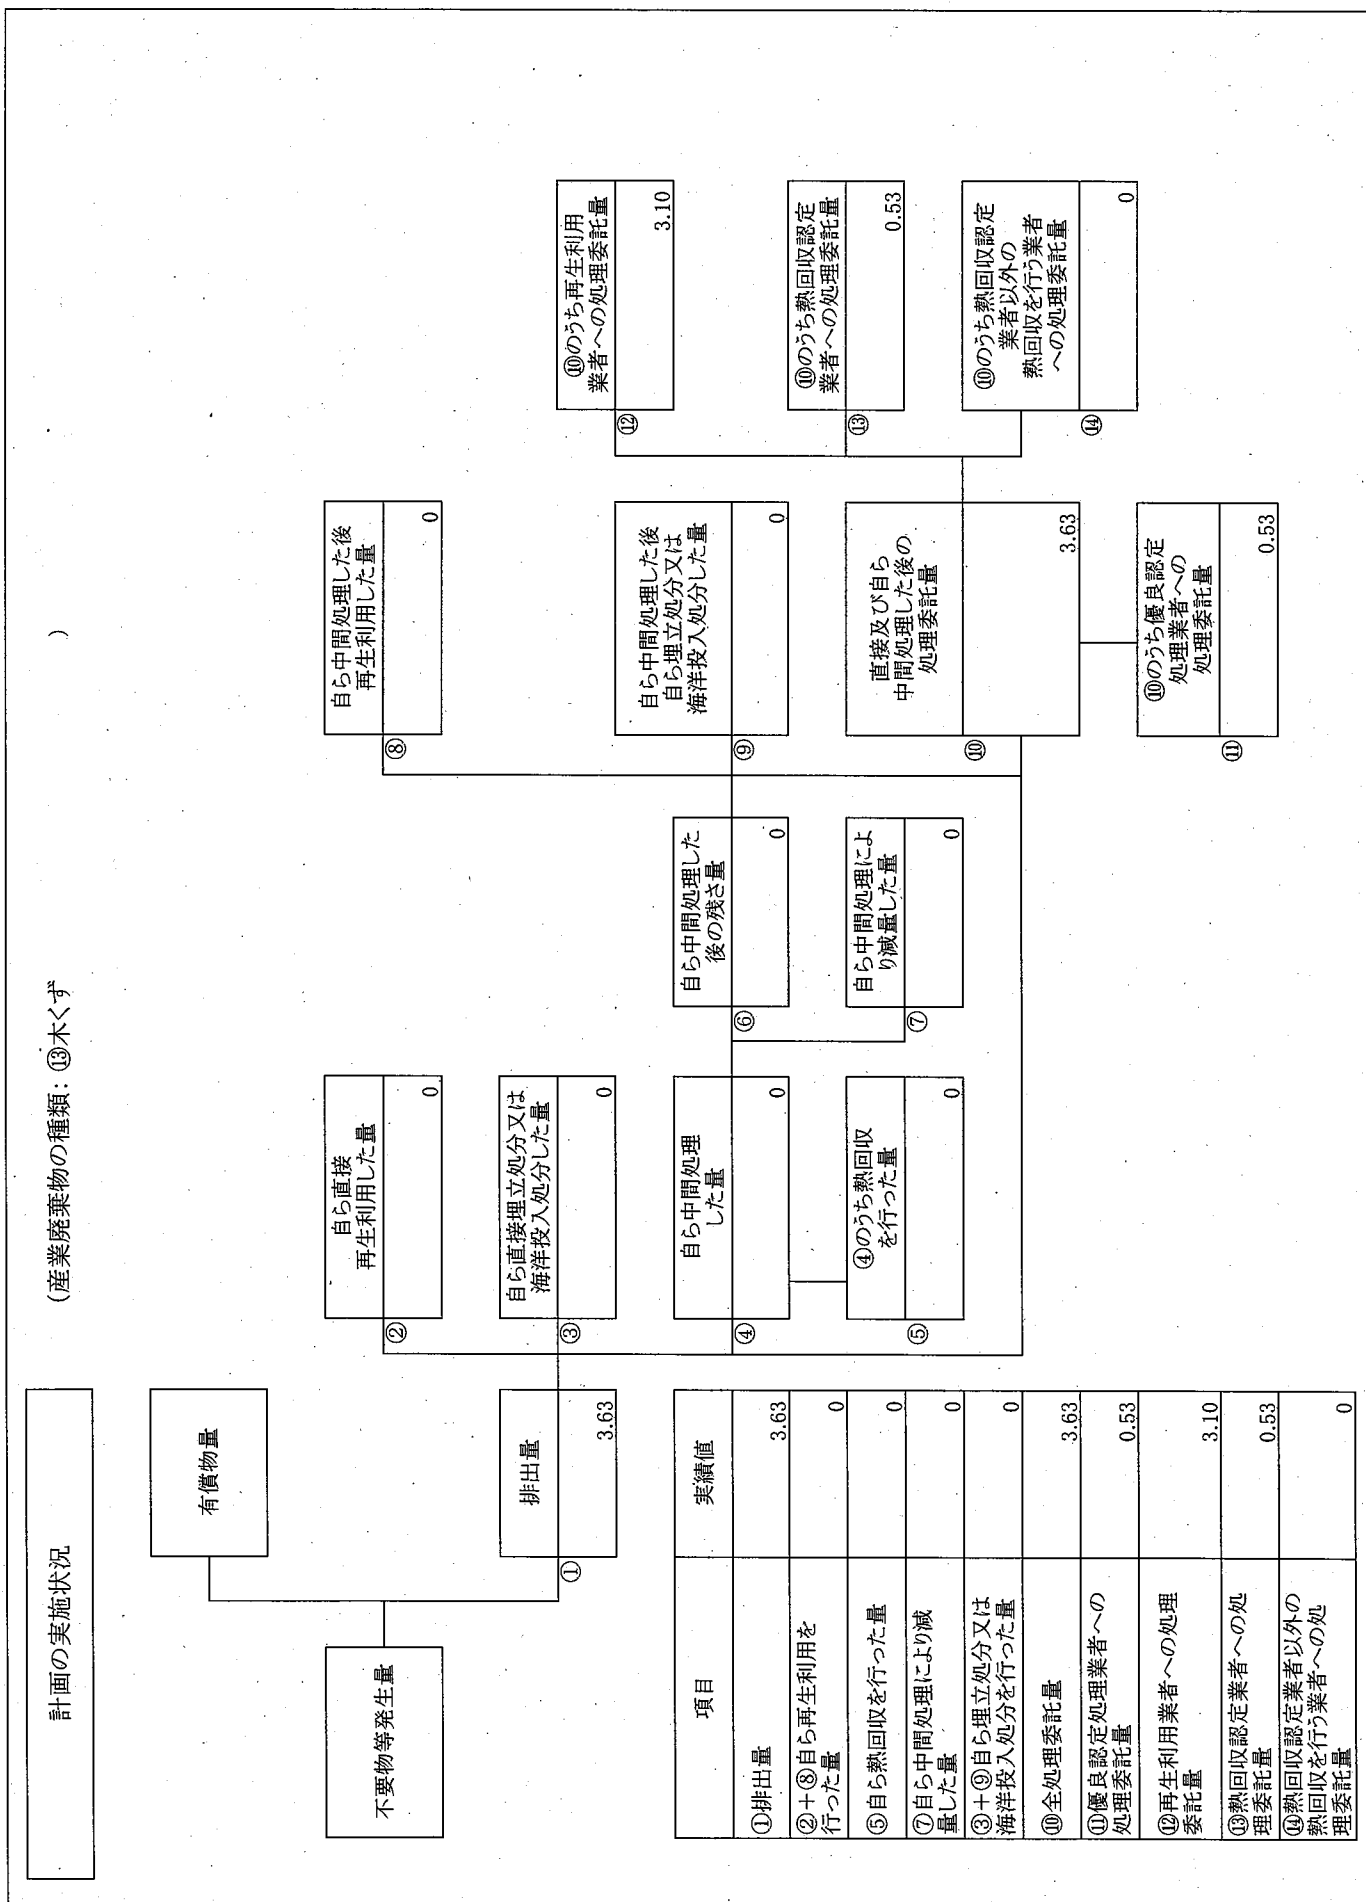 計画の実施状況
(産業廃棄物の種類：⑬木くず
)
不要物等発生量
有償物量
①
排出量
3.63
②
自ら直接
再生利用した量
0
③
自ら直接埋立処分又は
海洋投入処分した量
0
④
自ら中間処理
した量
0
⑤
④のうち熱回収
を行った量
0
⑥
自ら中間処理した
後の残さ量
0
⑦
自ら中間処理によ
り減量した量
0
⑧
自ら中間処理した後
再生利用した量
0
⑨
自ら中間処理した後
自ら埋立処分又は
海洋投入処分した量
0
⑩
直接及び自ら
中間処理した後の
処理委託量
3.63
⑪
⑩のうち優良認定
処理業者への
処理委託量
0.53
⑫
⑩のうち再生利用
業者への処理委託量
3.10
⑬
⑩のうち熱回収認定
業者への処理委託量
0.53
⑭
⑩のうち熱回収認定
業者以外の
熱回収を行う業者
への処理委託量
0
項目
実績値
①排出量
3.63
②＋⑧自ら再生利用を
行った量
0
⑤自ら熱回収を行った量
0
⑦自ら中間処理により減
量した量
0
③＋⑨自ら埋立処分又は
海洋投入処分を行った量
0
⑩全処理委託量
3.63
⑪優良認定処理業者への
処理委託量
0.53
⑫再生利用業者への処理
委託量
3.10
⑬熱回収認定業者への処
理委託量
0.53
⑭熱回収認定業者以外の
熱回収を行う業者への処
理委託量
0